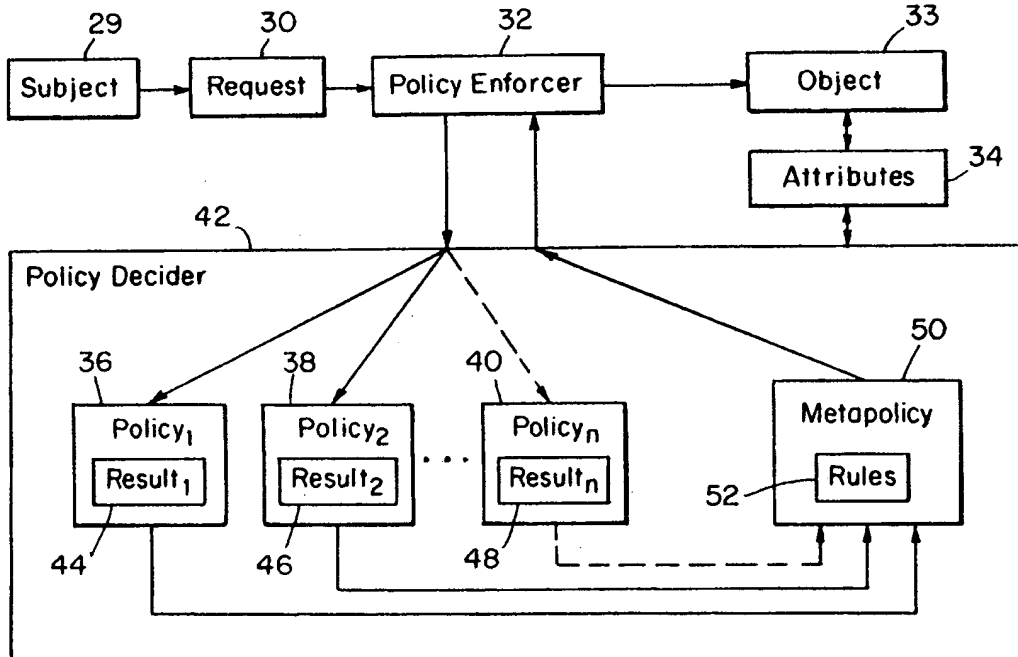 29 30 32 33
Subject Request Policy Enforcer Object
34
Attributes
42
Policy Decider
50
36 38 40
Metapolicy
Policy₁ Policy₂ ... Policyₙ
Result₁ Result₂ Resultₙ 52 Rules
44 46 48